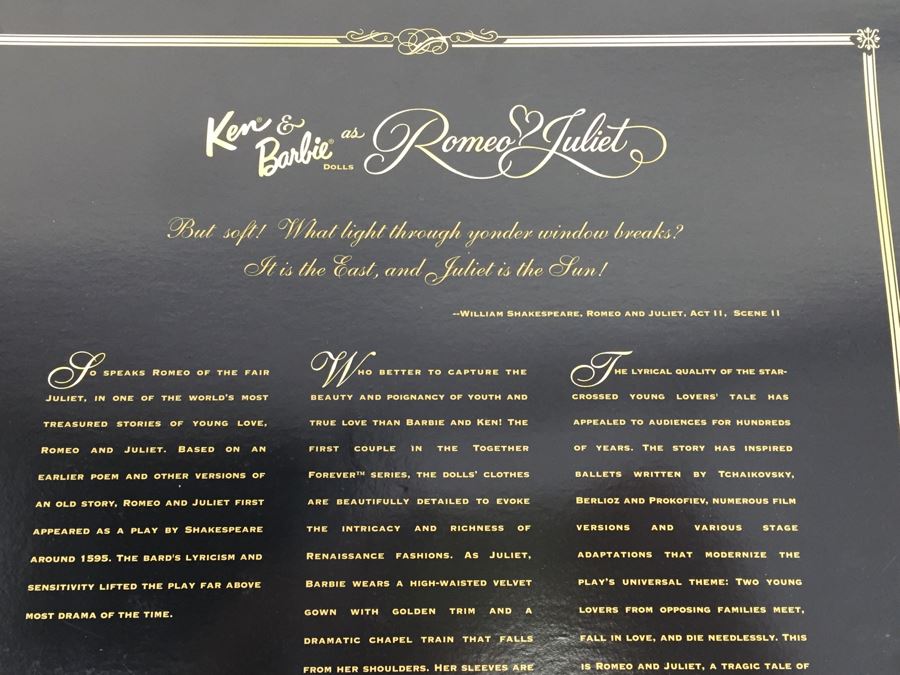 Ken® & Barbie® DOLLS as Romeo & Juliet
But soft! What light through yonder window breaks?
It is the East, and Juliet is the Sun!
--William Shakespeare, Romeo and Juliet, Act II, Scene II
So speaks Romeo of the fair
Juliet, in one of the world's most
treasured stories of young love,
Romeo and Juliet. Based on an
earlier poem and other versions of
an old story, Romeo and Juliet first
appeared as a play by Shakespeare
around 1595. The bard's lyricism and
sensitivity lifted the play far above
most drama of the time.
Who better to capture the
beauty and poignancy of youth and
true love than Barbie and Ken! The
first couple in the Together
Forever™ series, the dolls' clothes
are beautifully detailed to evoke
the intricacy and richness of
Renaissance fashions. As Juliet,
Barbie wears a high-waisted velvet
gown with golden trim and a
dramatic chapel train that falls
from her shoulders. Her sleeves are
The lyrical quality of the star-
crossed young lovers' tale has
appealed to audiences for hundreds
of years. The story has inspired
ballets written by Tchaikovsky,
Berlioz and Prokofiev, numerous film
versions and various stage
adaptations that modernize the
play's universal theme: Two young
lovers from opposing families meet,
fall in love, and die needlessly. This
is Romeo and Juliet, a tragic tale of